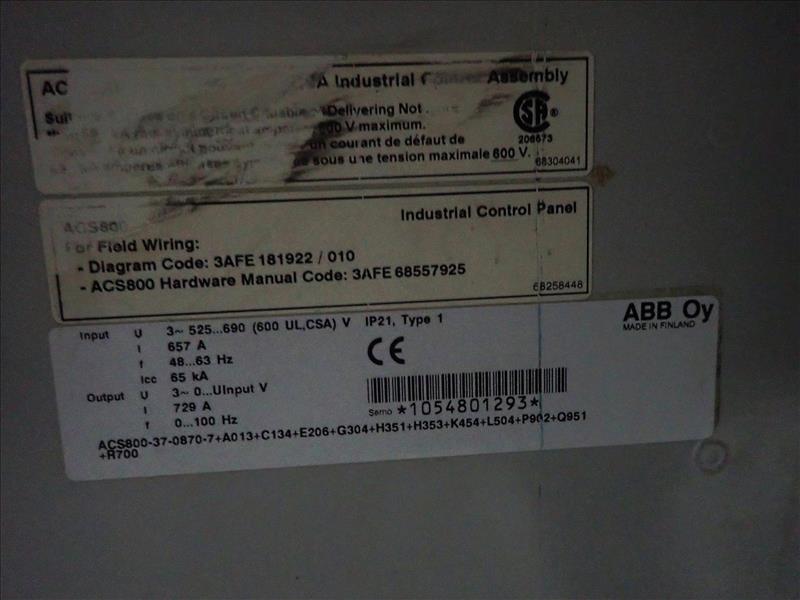 AC
A Industrial Assembly
Delivering Not
V maximum.
courant de défaut de
sous une tension maximale 600 V.
SA ®
206573
68304041
ACS800
Industrial Control Panel
For Field Wiring:
- Diagram Code: 3AFE 181922 / 010
- ACS800 Hardware Manual Code: 3AFE 68557925
68258448
Input U 3~ 525...690 (600 UL,CSA) V IP21, Type 1
I 657 A
f 48...63 Hz
Icc 65 kA
Output U 3~ 0...UInput V
I 729 A
f 0...100 Hz
CE
ABB Oy
MADE IN FINLAND
Serno *1054801293*
ACS800-37-0870-7+A013+C134+E206+G304+H351+H353+K454+L504+P902+Q951
+R700